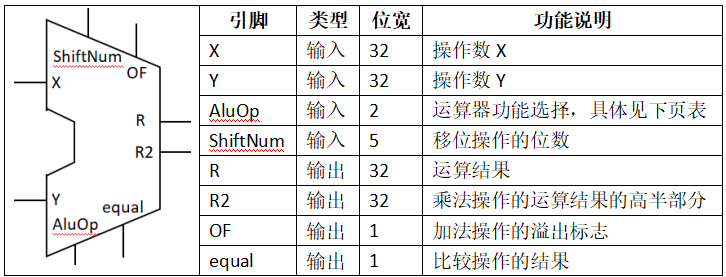 ShiftNum
OF
X
R
R2
Y
equal
AluOp
引脚 类型 位宽 功能说明
X 输入 32 操作数 X
Y 输入 32 操作数 Y
AluOp 输入 2 运算器功能选择，具体见下页表
ShiftNum 输入 5 移位操作的位数
R 输出 32 运算结果
R2 输出 32 乘法操作的运算结果的高半部分
OF 输出 1 加法操作的溢出标志
equal 输出 1 比较操作的结果